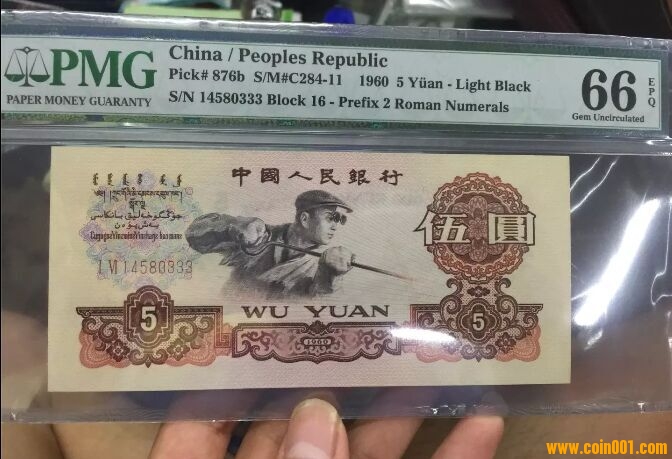 PMG
PAPER MONEY GUARANTY
China / Peoples Republic
Pick# 876b S/M#C284-11 1960 5 Yüan - Light Black
S/N 14580333 Block 16 - Prefix 2 Roman Numerals
66
EPQ
Gem Uncirculated
中國人民銀行
伍圓
I VI 14580333
5
WU YUAN
5
1960
www.coin001.com